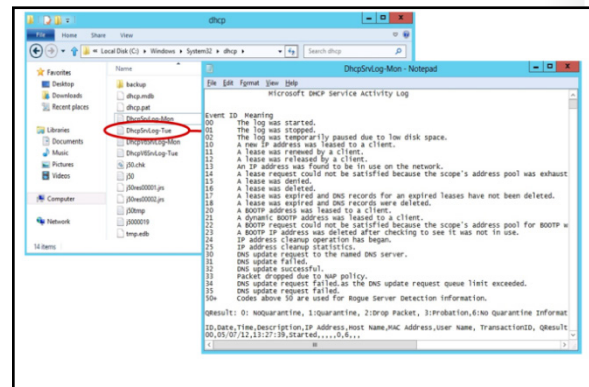 dhcp
File Home Share View
Local Disk (C:) Windows System32 dhcp
Search dhcp
Favorites
Desktop
Downloads
Recent places
Libraries
Documents
Music
Pictures
Videos
Computer
Network
14 items
Name
backup
dhcp.mdb
dhcp.pat
DhcpSrvLog-Mon
DhcpSrvLog-Tue
DhcpV6SrvLog-Mon
DhcpV6SrvLog-Tue
j50.chk
j50
j50res00001.jrs
j50res00002.jrs
j50tmp
j5000019
tmp.edb
DhcpSrvLog-Mon - Notepad
File Edit Format View Help
Microsoft DHCP Service Activity Log
Event ID Meaning
00 The log was started.
01 The log was stopped.
02 The log was temporarily paused due to low disk space.
10 A new IP address was leased to a client.
11 A lease was renewed by a client.
12 A lease was released by a client.
13 An IP address was found to be in use on the network.
14 A lease request could not be satisfied because the scope's address pool was exhaust
15 A lease was denied.
16 A lease was deleted.
17 A lease was expired and DNS records for an expired leases have not been deleted.
18 A lease was expired and DNS records were deleted.
20 A BOOTP address was leased to a client.
21 A dynamic BOOTP address was leased to a client.
22 A BOOTP request could not be satisfied because the scope's address pool for BOOTP w
23 A BOOTP IP address was deleted after checking to see it was not in use.
24 IP address cleanup operation has began.
25 IP address cleanup statistics.
30 DNS update request to the named DNS server.
31 DNS update failed.
32 DNS update successful.
33 Packet dropped due to NAP policy.
34 DNS update request failed.as the DNS update request queue limit exceeded.
35 DNS update request failed.
50+ Codes above 50 are used for Rogue Server Detection information.
QResult: 0: NoQuarantine, 1:Quarantine, 2:Drop Packet, 3:Probation,6:No Quarantine Informat
ID,Date,Time,Description,IP Address,Host Name,MAC Address,User Name, TransactionID, QResult
00,05/07/12,13:27:39,Started,,,,,0,6,,,